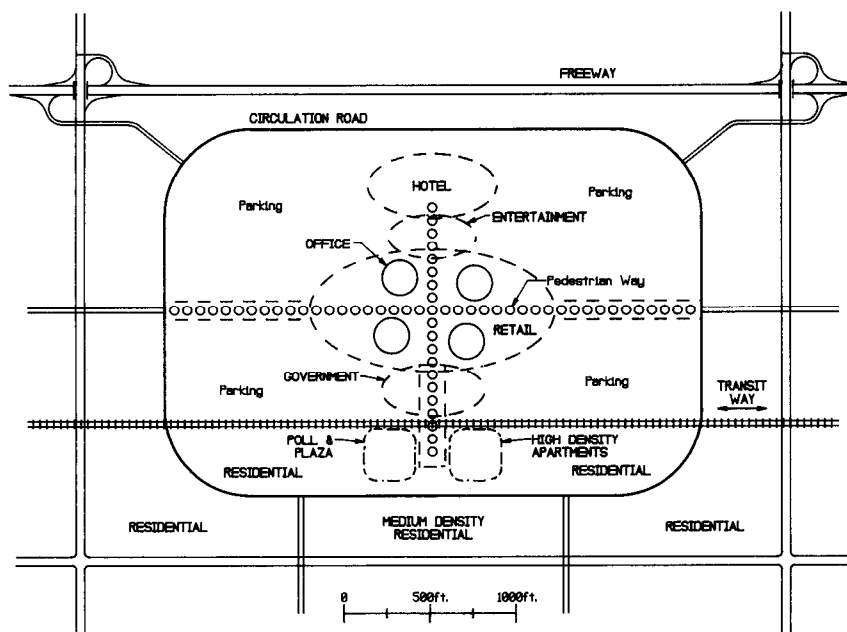 FREEWAY
CIRCULATION ROAD
HOTEL
Parking
Parking
ENTERTAINMENT
OFFICE
Pedestrian Way
RETAIL
GOVERNMENT
Parking
Parking
TRANSIT
WAY
POLL &
PLAZA
HIGH DENSITY
APARTMENTS
RESIDENTIAL
RESIDENTIAL
RESIDENTIAL
MEDIUM DENSITY
RESIDENTIAL
RESIDENTIAL
0 500ft. 1000ft.